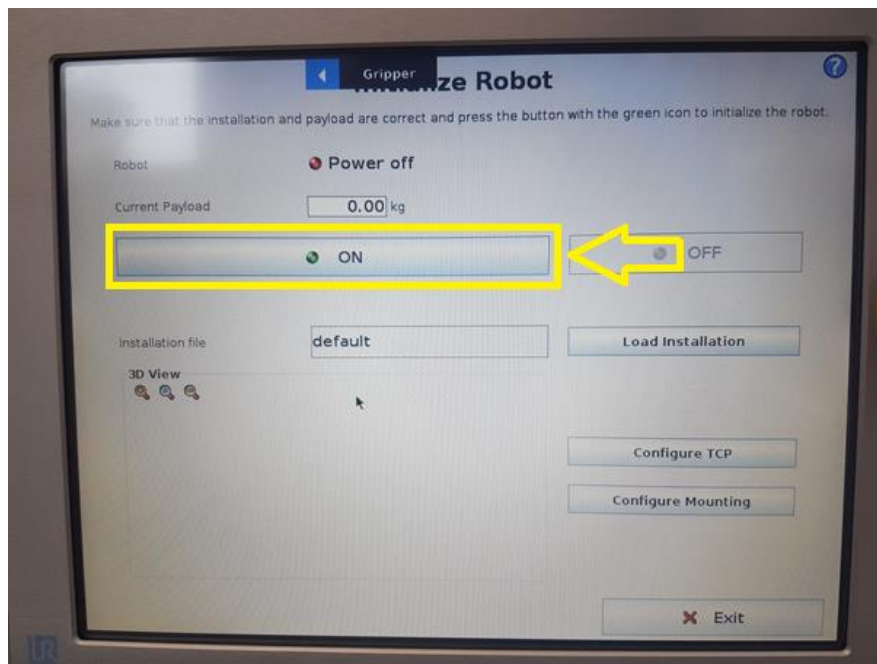 Gripper
ze Robot
Make sure that the installation and payload are correct and press the button with the green icon to initialize the robot.
Robot
Power off
Current Payload
0.00 kg
ON
OFF
Installation file
default
Load Installation
3D View
Configure TCP
Configure Mounting
Exit
UR